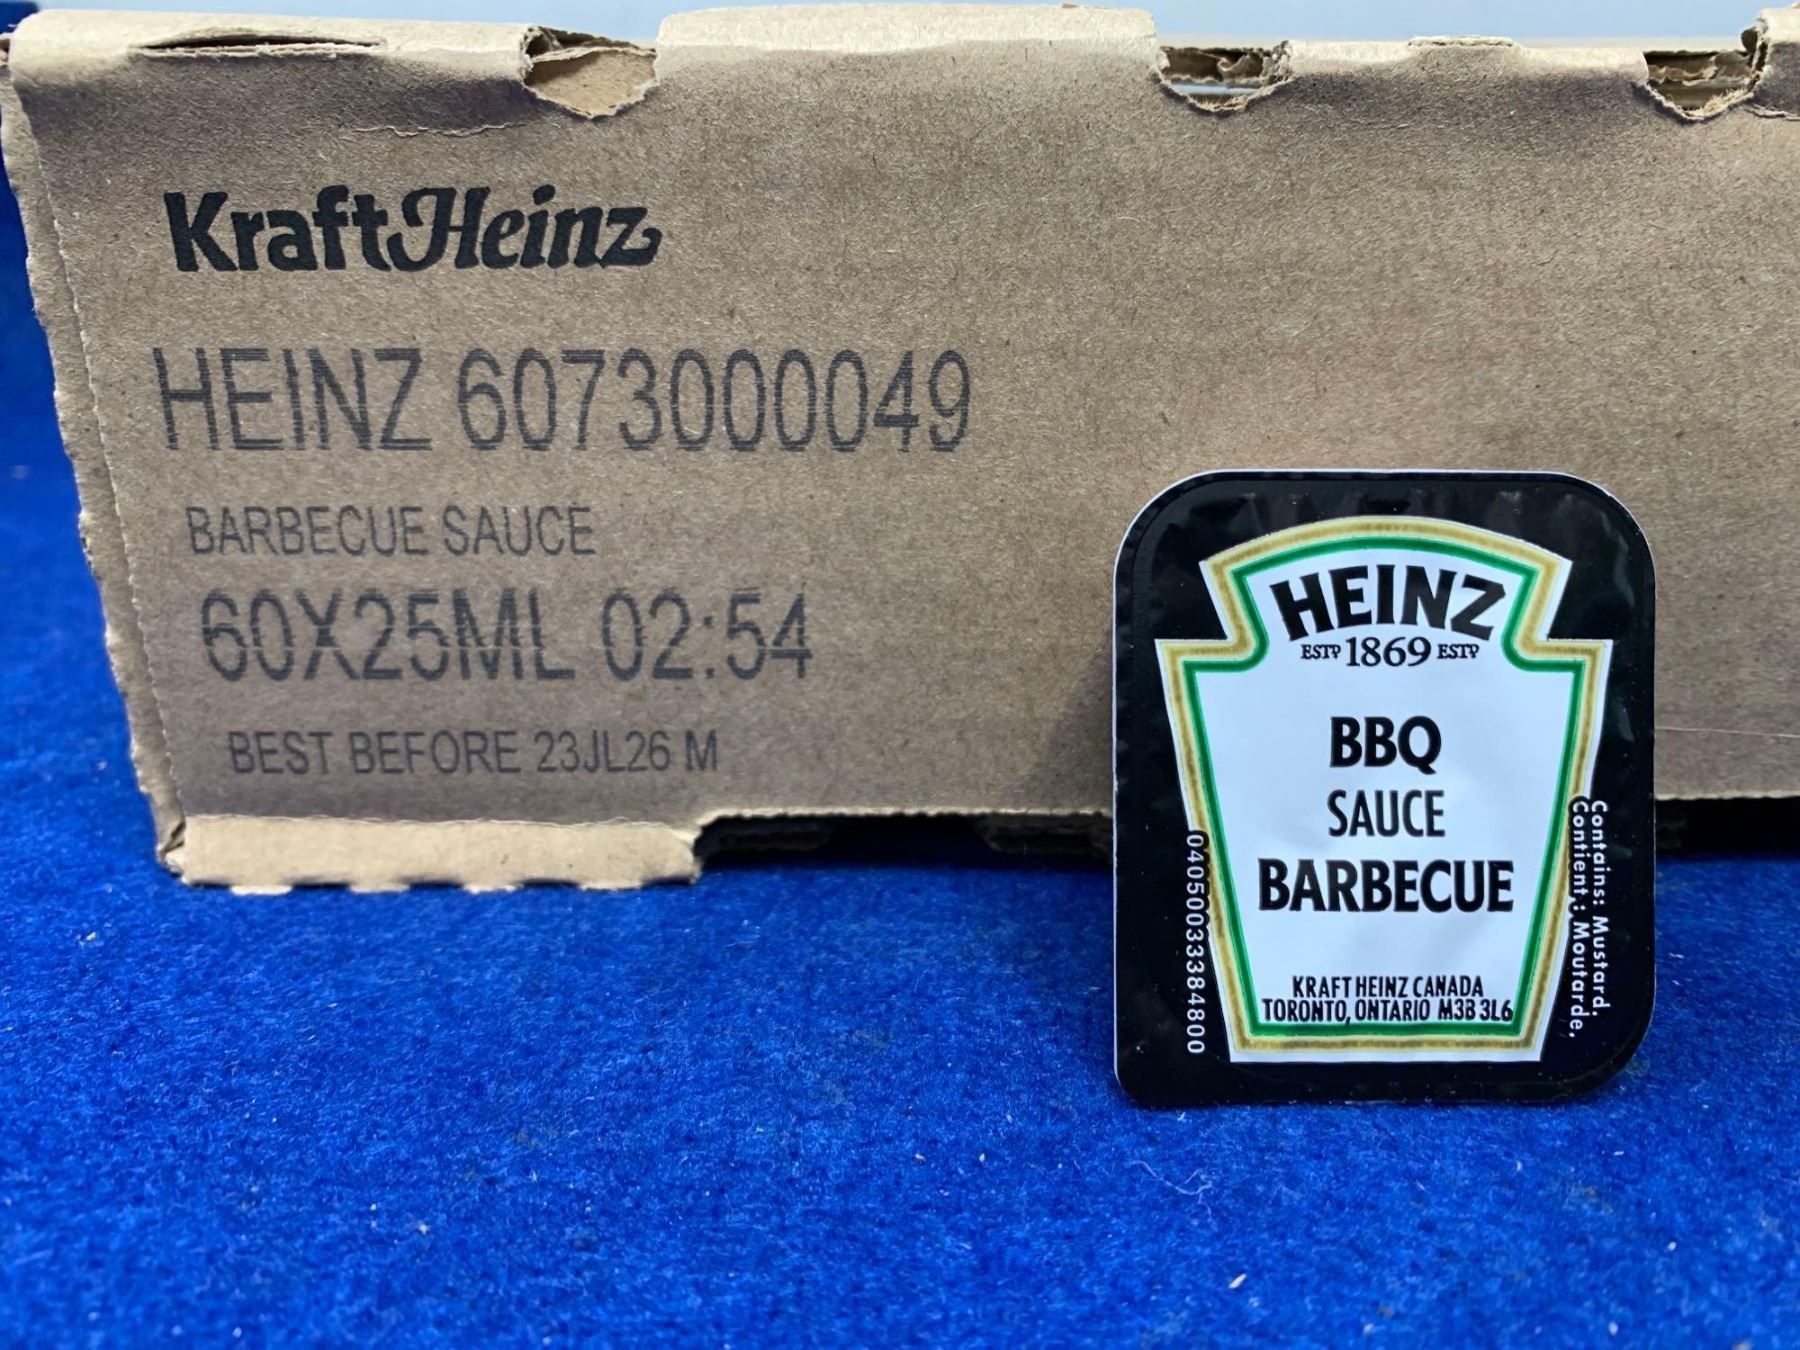 KraftHeinz
HEINZ 6073000049
BARBECUE SAUCE
60X25ML 02:54
BEST BEFORE 23JL26 M
HEINZ
ESTD 1869 ESTD
BBQ
SAUCE
BARBECUE
KRAFT HEINZ CANADA
TORONTO, ONTARIO M3B 3L6
04050033384800
Contains: Mustard.
Contient : Moutarde.